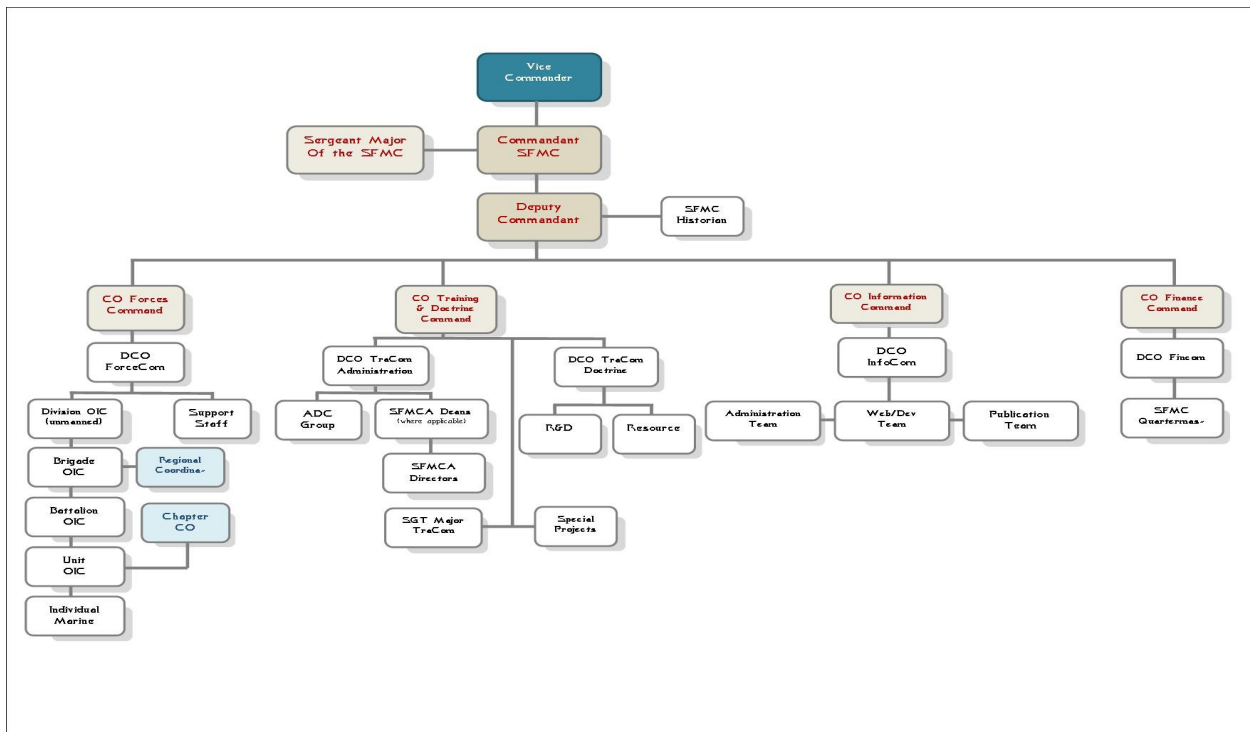 Vice
Commander
Sergeant Major
Of the SFMC
Commandant
SFMC
Deputy
Commandant
SFMC
Historian
CO Forces
Command
CO Training
& Doctrine
Command
CO Information
Command
CO Finance
Command
DCO
ForceCom
DCO TraCom
Administration
DCO TraCom
Doctrine
DCO
InfoCom
DCO Fincom
Division OIC
(unmanned)
Support
Staff
ADC
Group
SFMCA Deans
(where applicable)
R&D
Resource
Administration
Team
Web/Dev
Team
Publication
Team
SFMC
Quartermas-
Brigade
OIC
Regional
Coordina-
SFMCA
Directors
Battalion
OIC
Chapter
CO
SGT Major
TraCom
Special
Projects
Unit
OIC
Individual
Marine